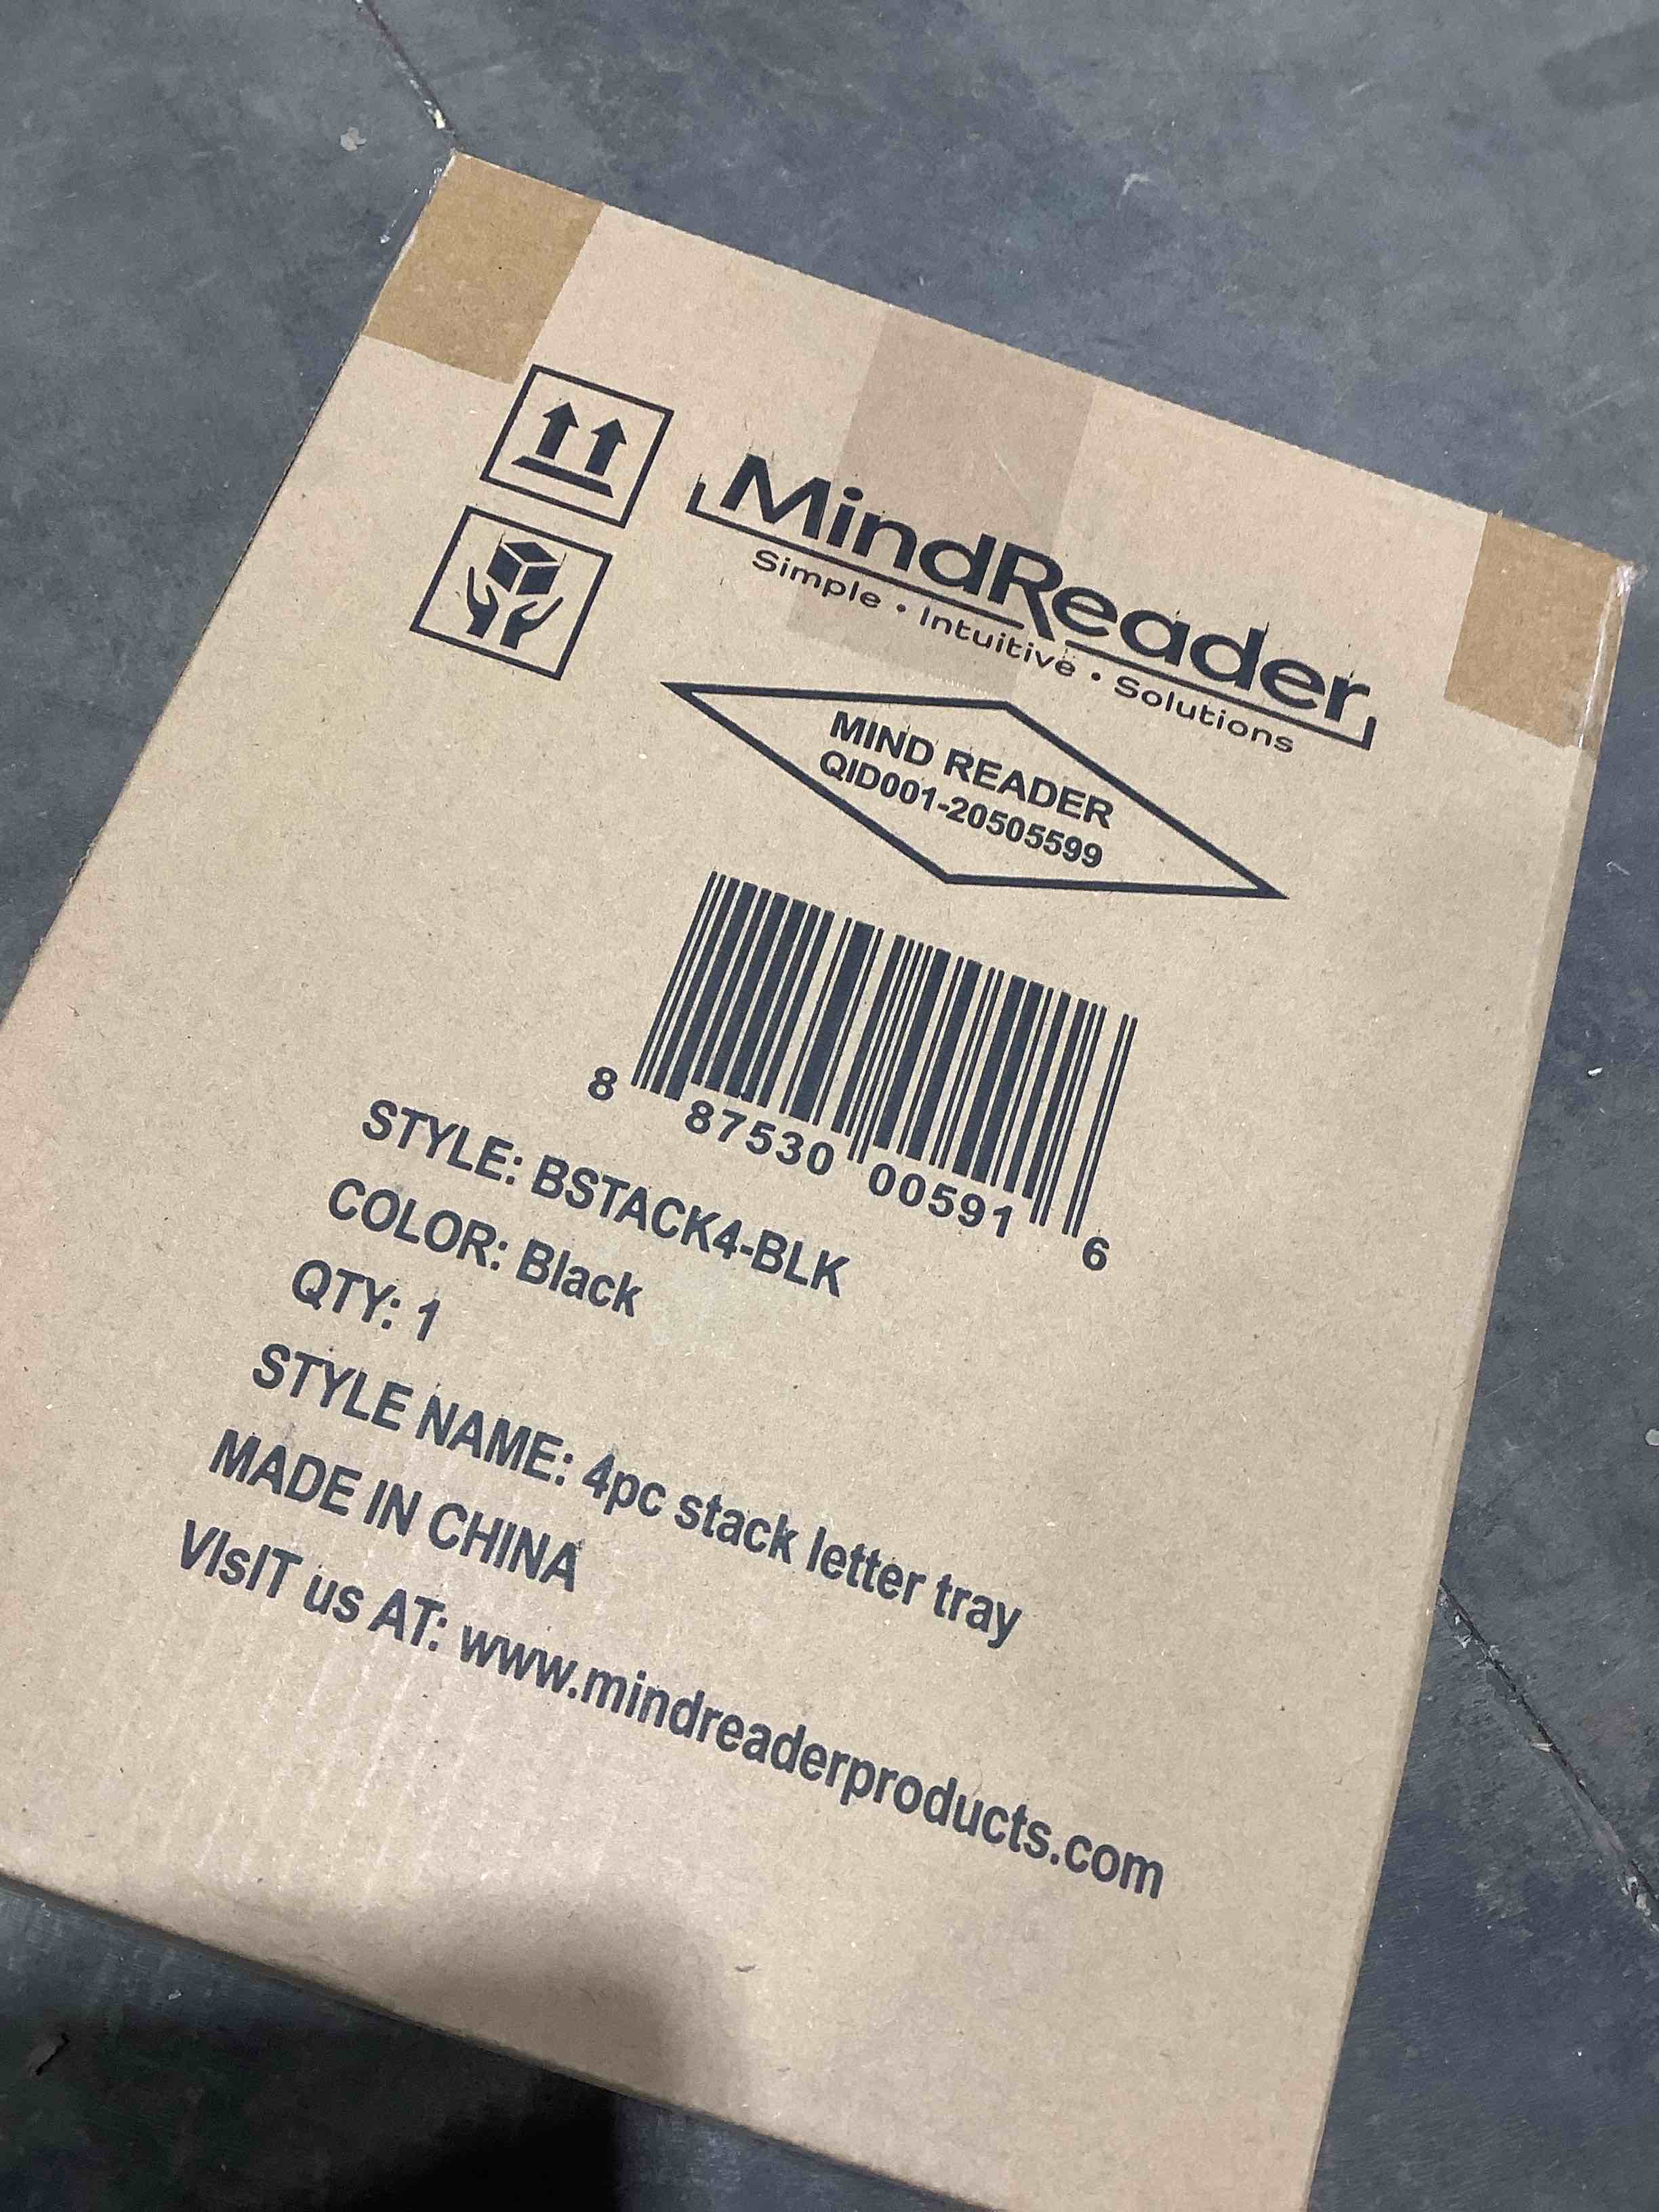 MindReader
Simple • Intuitive • Solutions
MIND READER
QID001-20505599
8 87530 00591 6
STYLE: BSTACK4-BLK
COLOR: Black
QTY: 1
STYLE NAME: 4pc stack letter tray
MADE IN CHINA
VIsIT us AT: www.mindreaderproducts.com